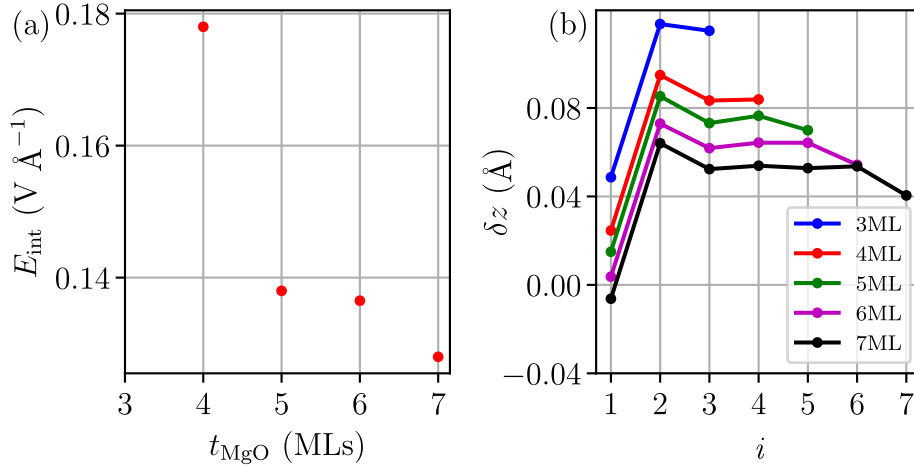 (a)
0.18
0.16
0.14
E_int (V Å⁻¹)
3 4 5 6 7
t_MgO (MLs)
(b)
0.08
0.04
0.00
−0.04
δz (Å)
1 2 3 4 5 6 7
i
3ML
4ML
5ML
6ML
7ML